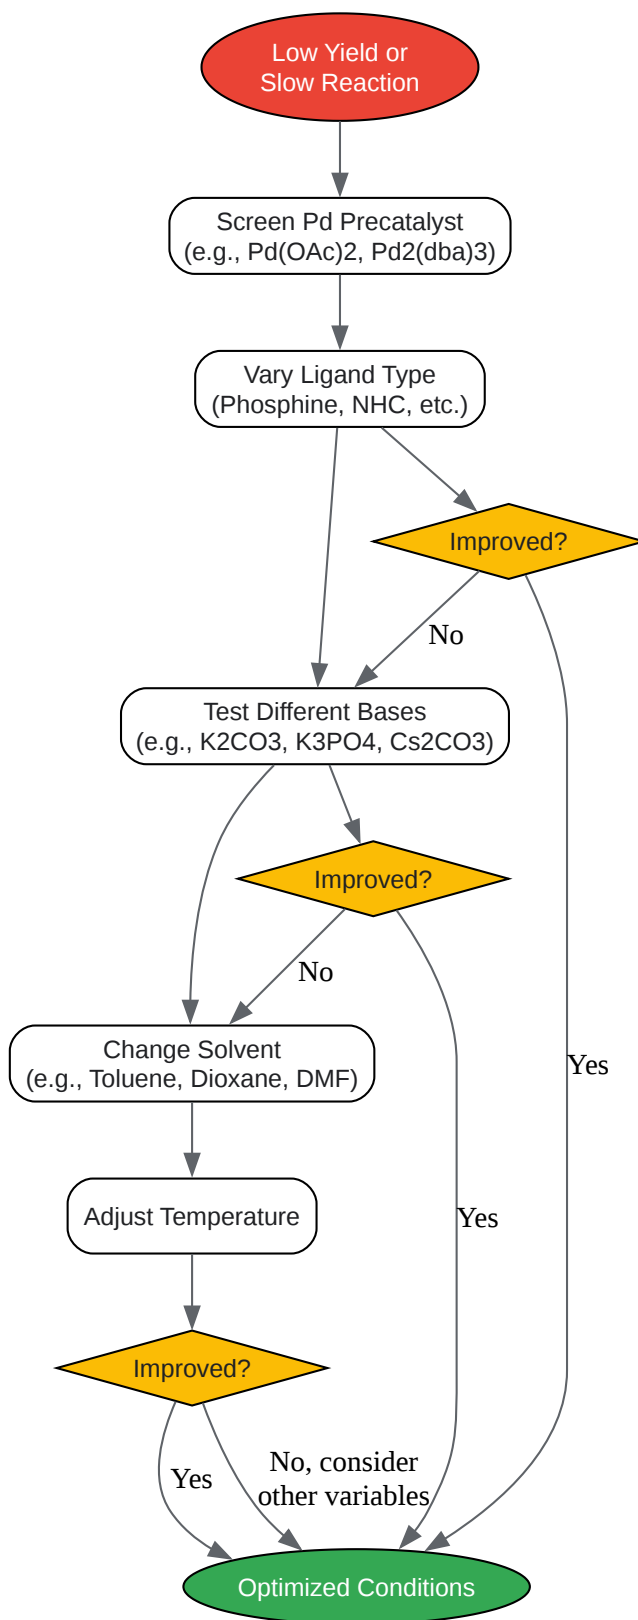 Low Yield or
Slow Reaction
Screen Pd Precatalyst
(e.g., Pd(OAc)2, Pd2(dba)3)
Vary Ligand Type
(Phosphine, NHC, etc.)
Improved?
No
Test Different Bases
(e.g., K2CO3, K3PO4, Cs2CO3)
Improved?
No
Change Solvent
(e.g., Toluene, Dioxane, DMF)
Yes
Adjust Temperature
Yes
Improved?
Yes
No, consider
other variables
Optimized Conditions